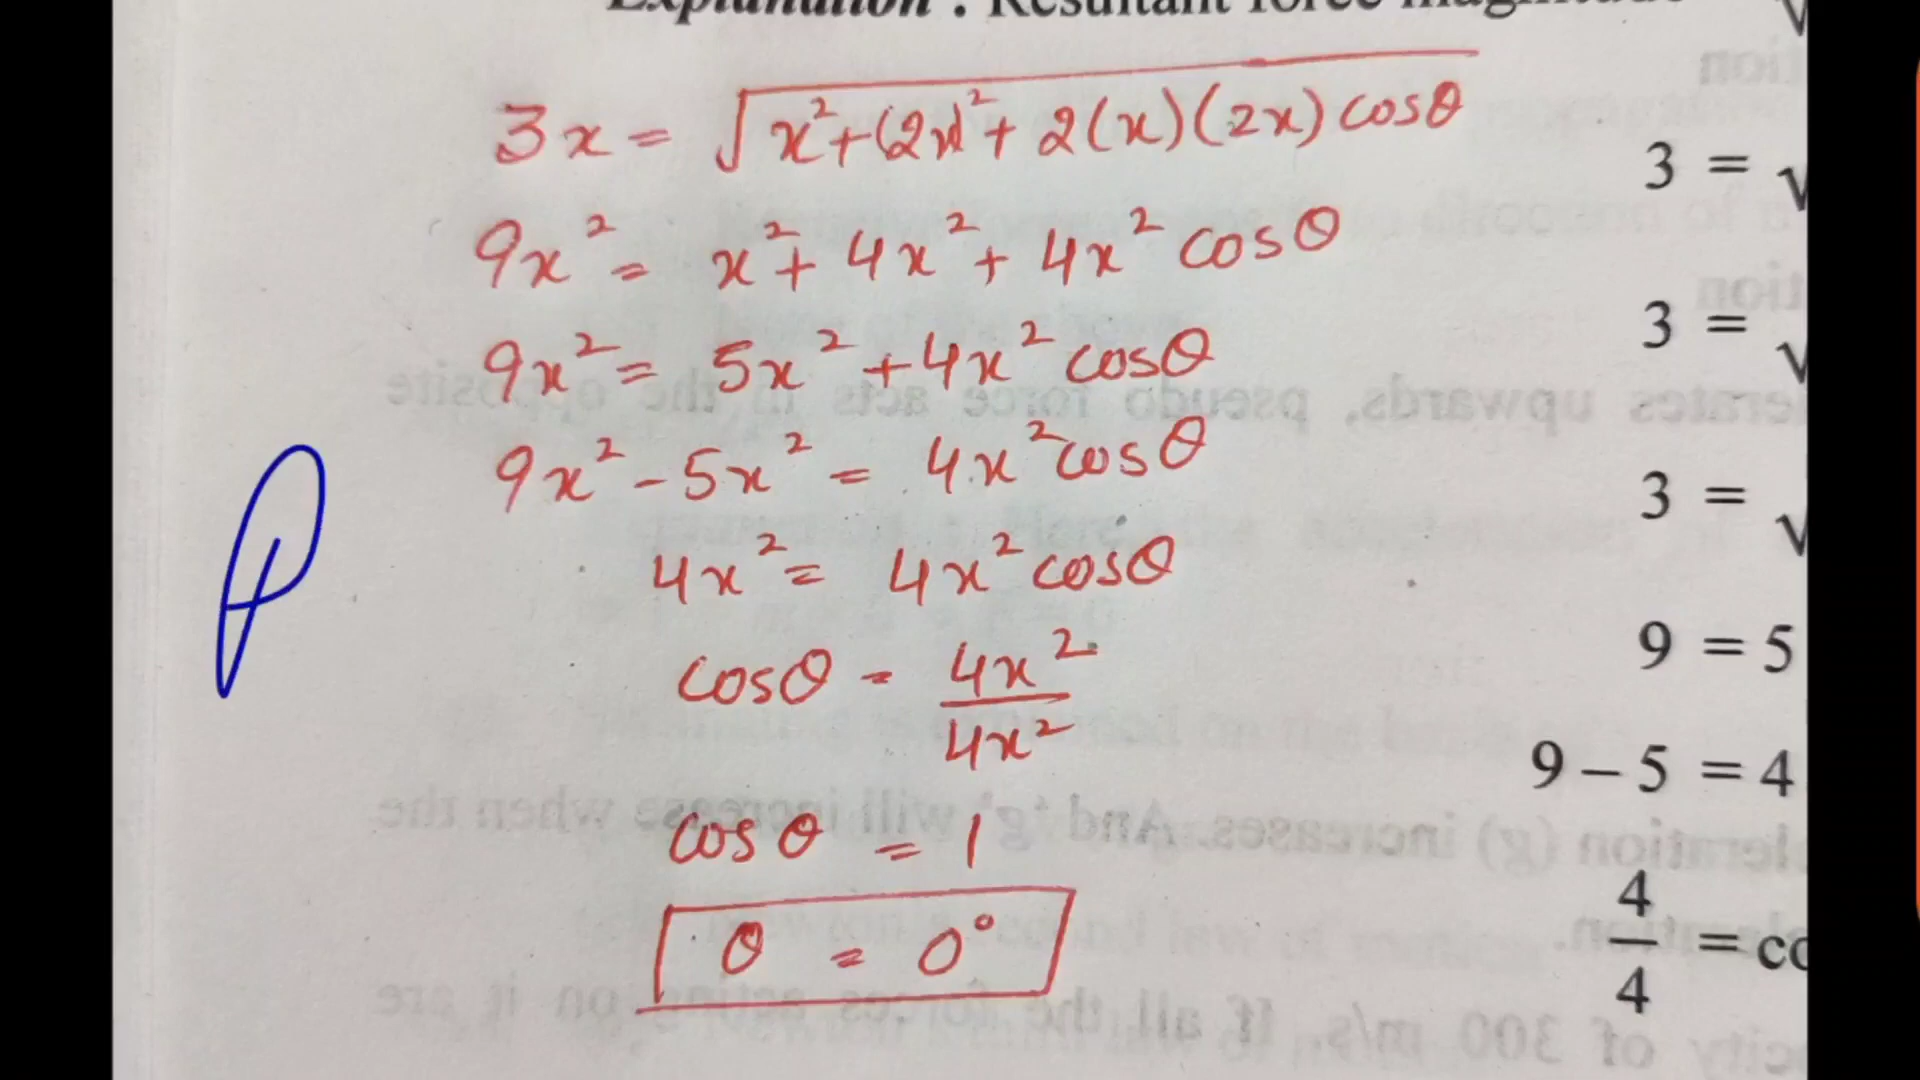 Explanation : Resultant force magnitude
3x = √x²+(2x)²+ 2(x)(2x) cosθ
9x² = x²+ 4x²+ 4x² cosθ
9x² = 5x² +4x² cosθ
9x² - 5x² = 4x² cosθ
4x² = 4x² cosθ
cosθ = 4x²/4x²
cosθ = 1
θ = 0°
3 = √
3 = √
3 = √
9 = 5
9 – 5 = 4
4/4 = co